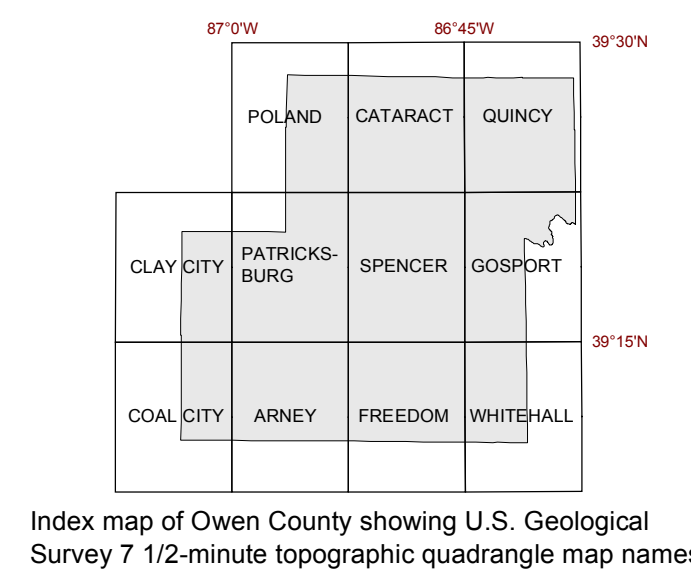 87°0'W 86°45'W
39°30'N
POLAND CATARACT QUINCY
CLAY CITY PATRICKS-
BURG SPENCER GOSPORT
39°15'N
COAL CITY ARNEY FREEDOM WHITEHALL
Index map of Owen County showing U.S. Geological
Survey 7 1/2-minute topographic quadrangle map names